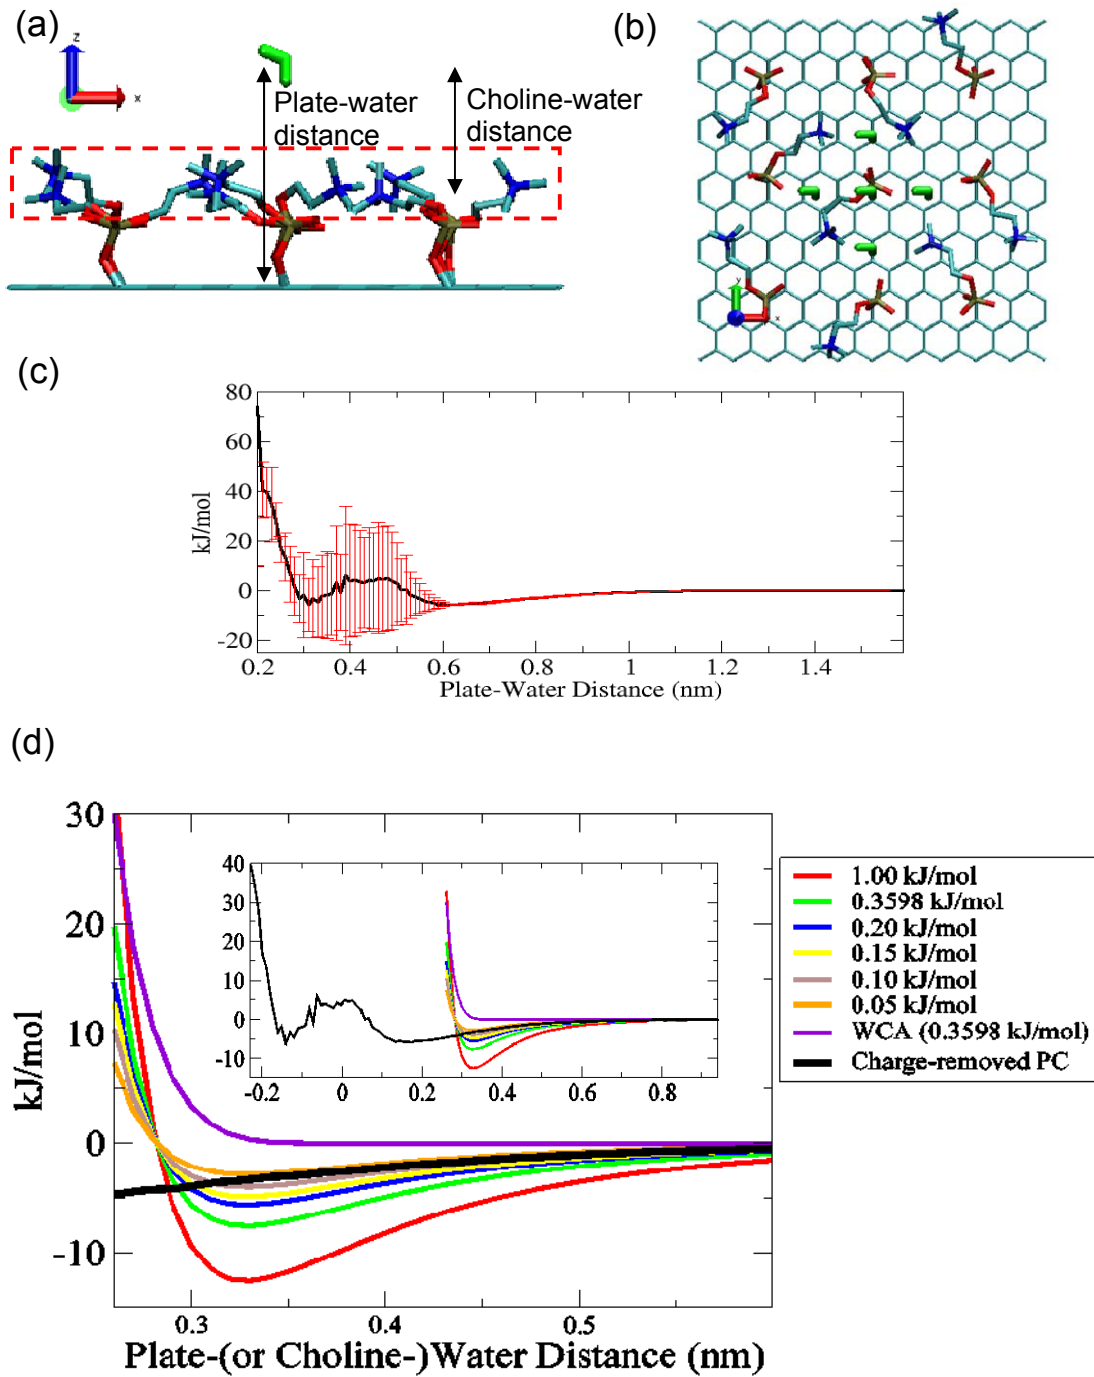 (a)
z
x
Plate-water
distance
Choline-water
distance
(b)
y
x
(c)
80
60
40
20
0
-20
kJ/mol
0.2 0.4 0.6 0.8 1 1.2 1.4
Plate-Water Distance (nm)
(d)
30
20
10
0
-10
kJ/mol
40
30
20
10
0
-10
-0.2 0 0.2 0.4 0.6 0.8
1.00 kJ/mol
0.3598 kJ/mol
0.20 kJ/mol
0.15 kJ/mol
0.10 kJ/mol
0.05 kJ/mol
WCA (0.3598 kJ/mol)
Charge-removed PC
0.3 0.4 0.5
Plate-(or Choline-)Water Distance (nm)